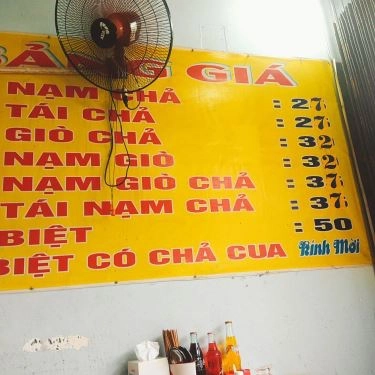 BẢNG GIÁ
NẠM CHẢ : 27
TÁI CHẢ : 27
GIÒ CHẢ : 32
NẠM GIÒ : 32
NẠM GIÒ CHẢ : 37
TÁI NẠM CHẢ : 37
BIỆT : 50
BIỆT CÓ CHẢ CUA Kính Mời